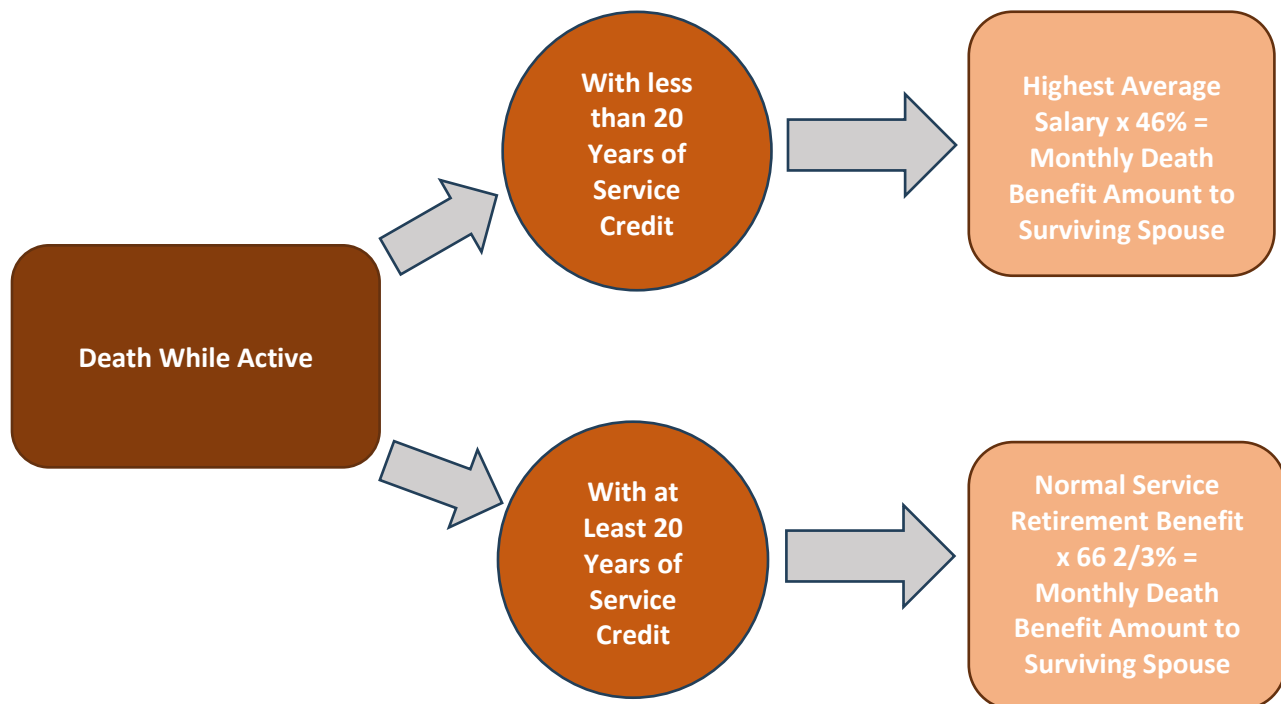 Death While Active
With less
than 20
Years of
Service
Credit
Highest Average
Salary x 46% =
Monthly Death
Benefit Amount to
Surviving Spouse
With at
Least 20
Years of
Service
Credit
Normal Service
Retirement Benefit
x 66 2/3% =
Monthly Death
Benefit Amount to
Surviving Spouse